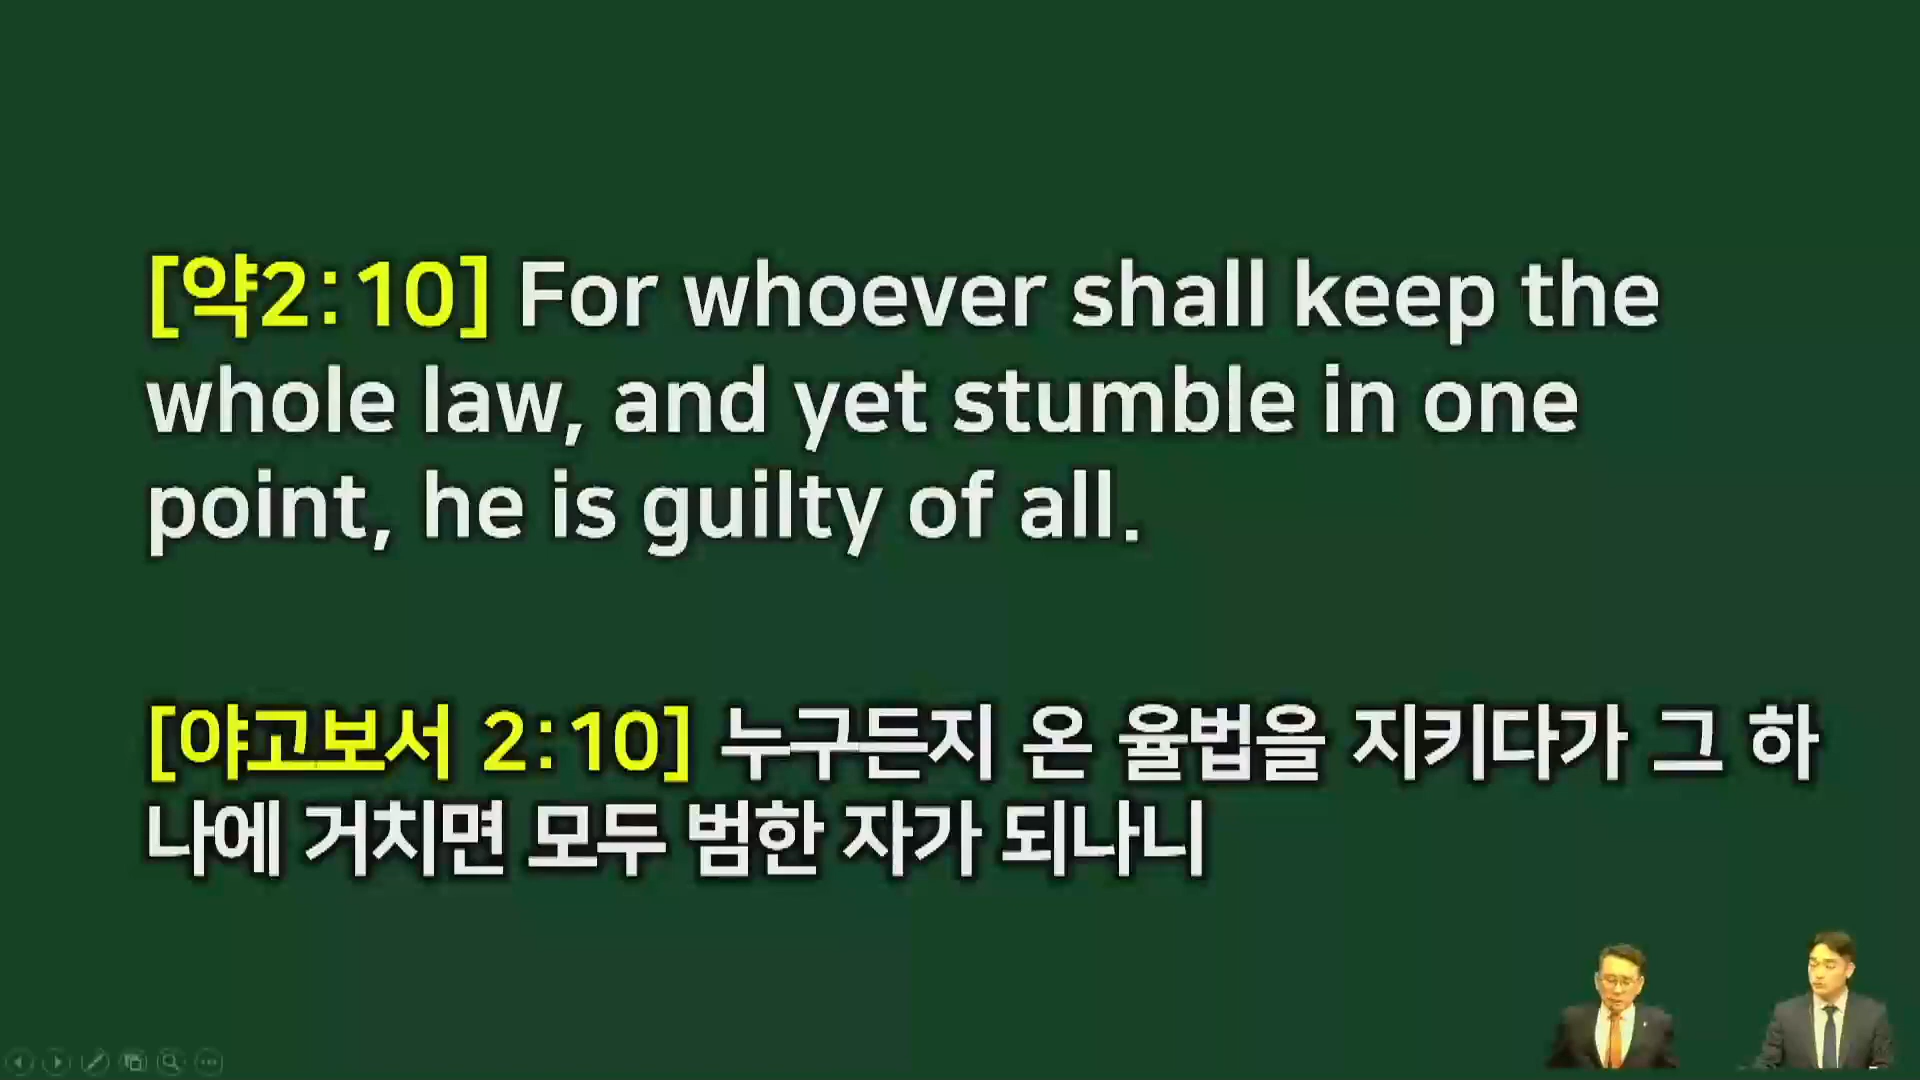 [약2:10] For whoever shall keep the
whole law, and yet stumble in one
point, he is guilty of all.
[야고보서 2:10] 누구든지 온 율법을 지키다가 그 하
나에 거치면 모두 범한 자가 되나니